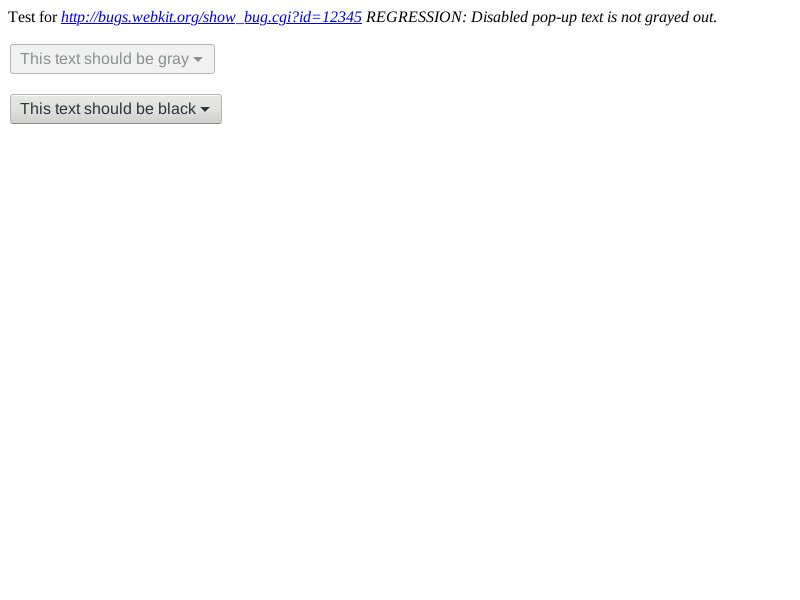 Test for http://bugs.webkit.org/show_bug.cgi?id=12345 REGRESSION: Disabled pop-up text is not grayed out.
This text should be gray
This text should be black